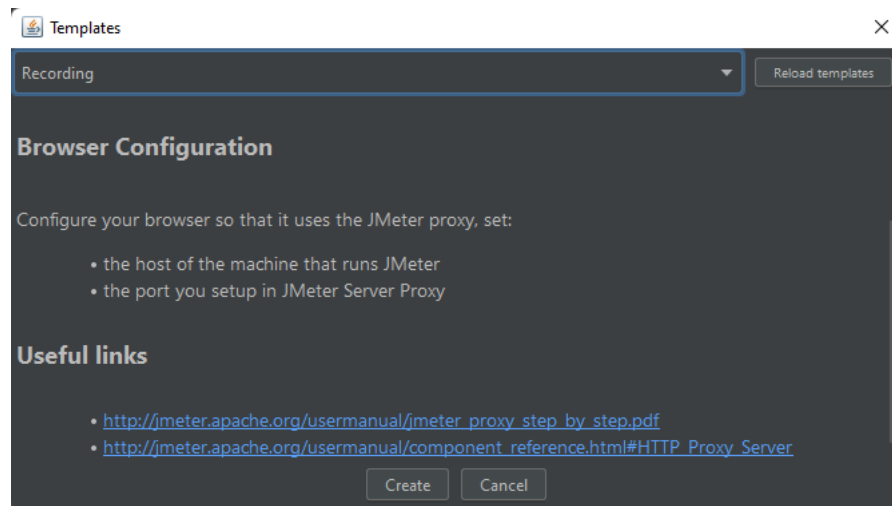 Templates
Recording
Reload templates
Browser Configuration
Configure your browser so that it uses the JMeter proxy, set:
• the host of the machine that runs JMeter
• the port you setup in JMeter Server Proxy
Useful links
• http://jmeter.apache.org/usermanual/jmeter_proxy_step_by_step.pdf
• http://jmeter.apache.org/usermanual/component_reference.html#HTTP_Proxy_Server
Create Cancel